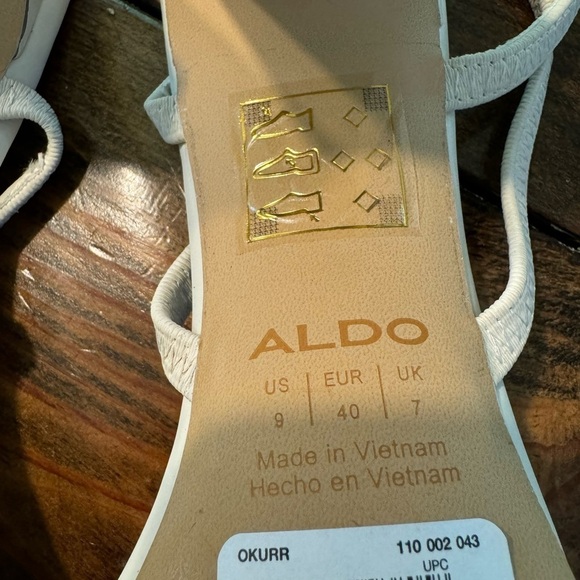 ALDO
US | EUR | UK
9 | 40 | 7
Made in Vietnam
Hecho en Vietnam
OKURR 110 002 043
UPC